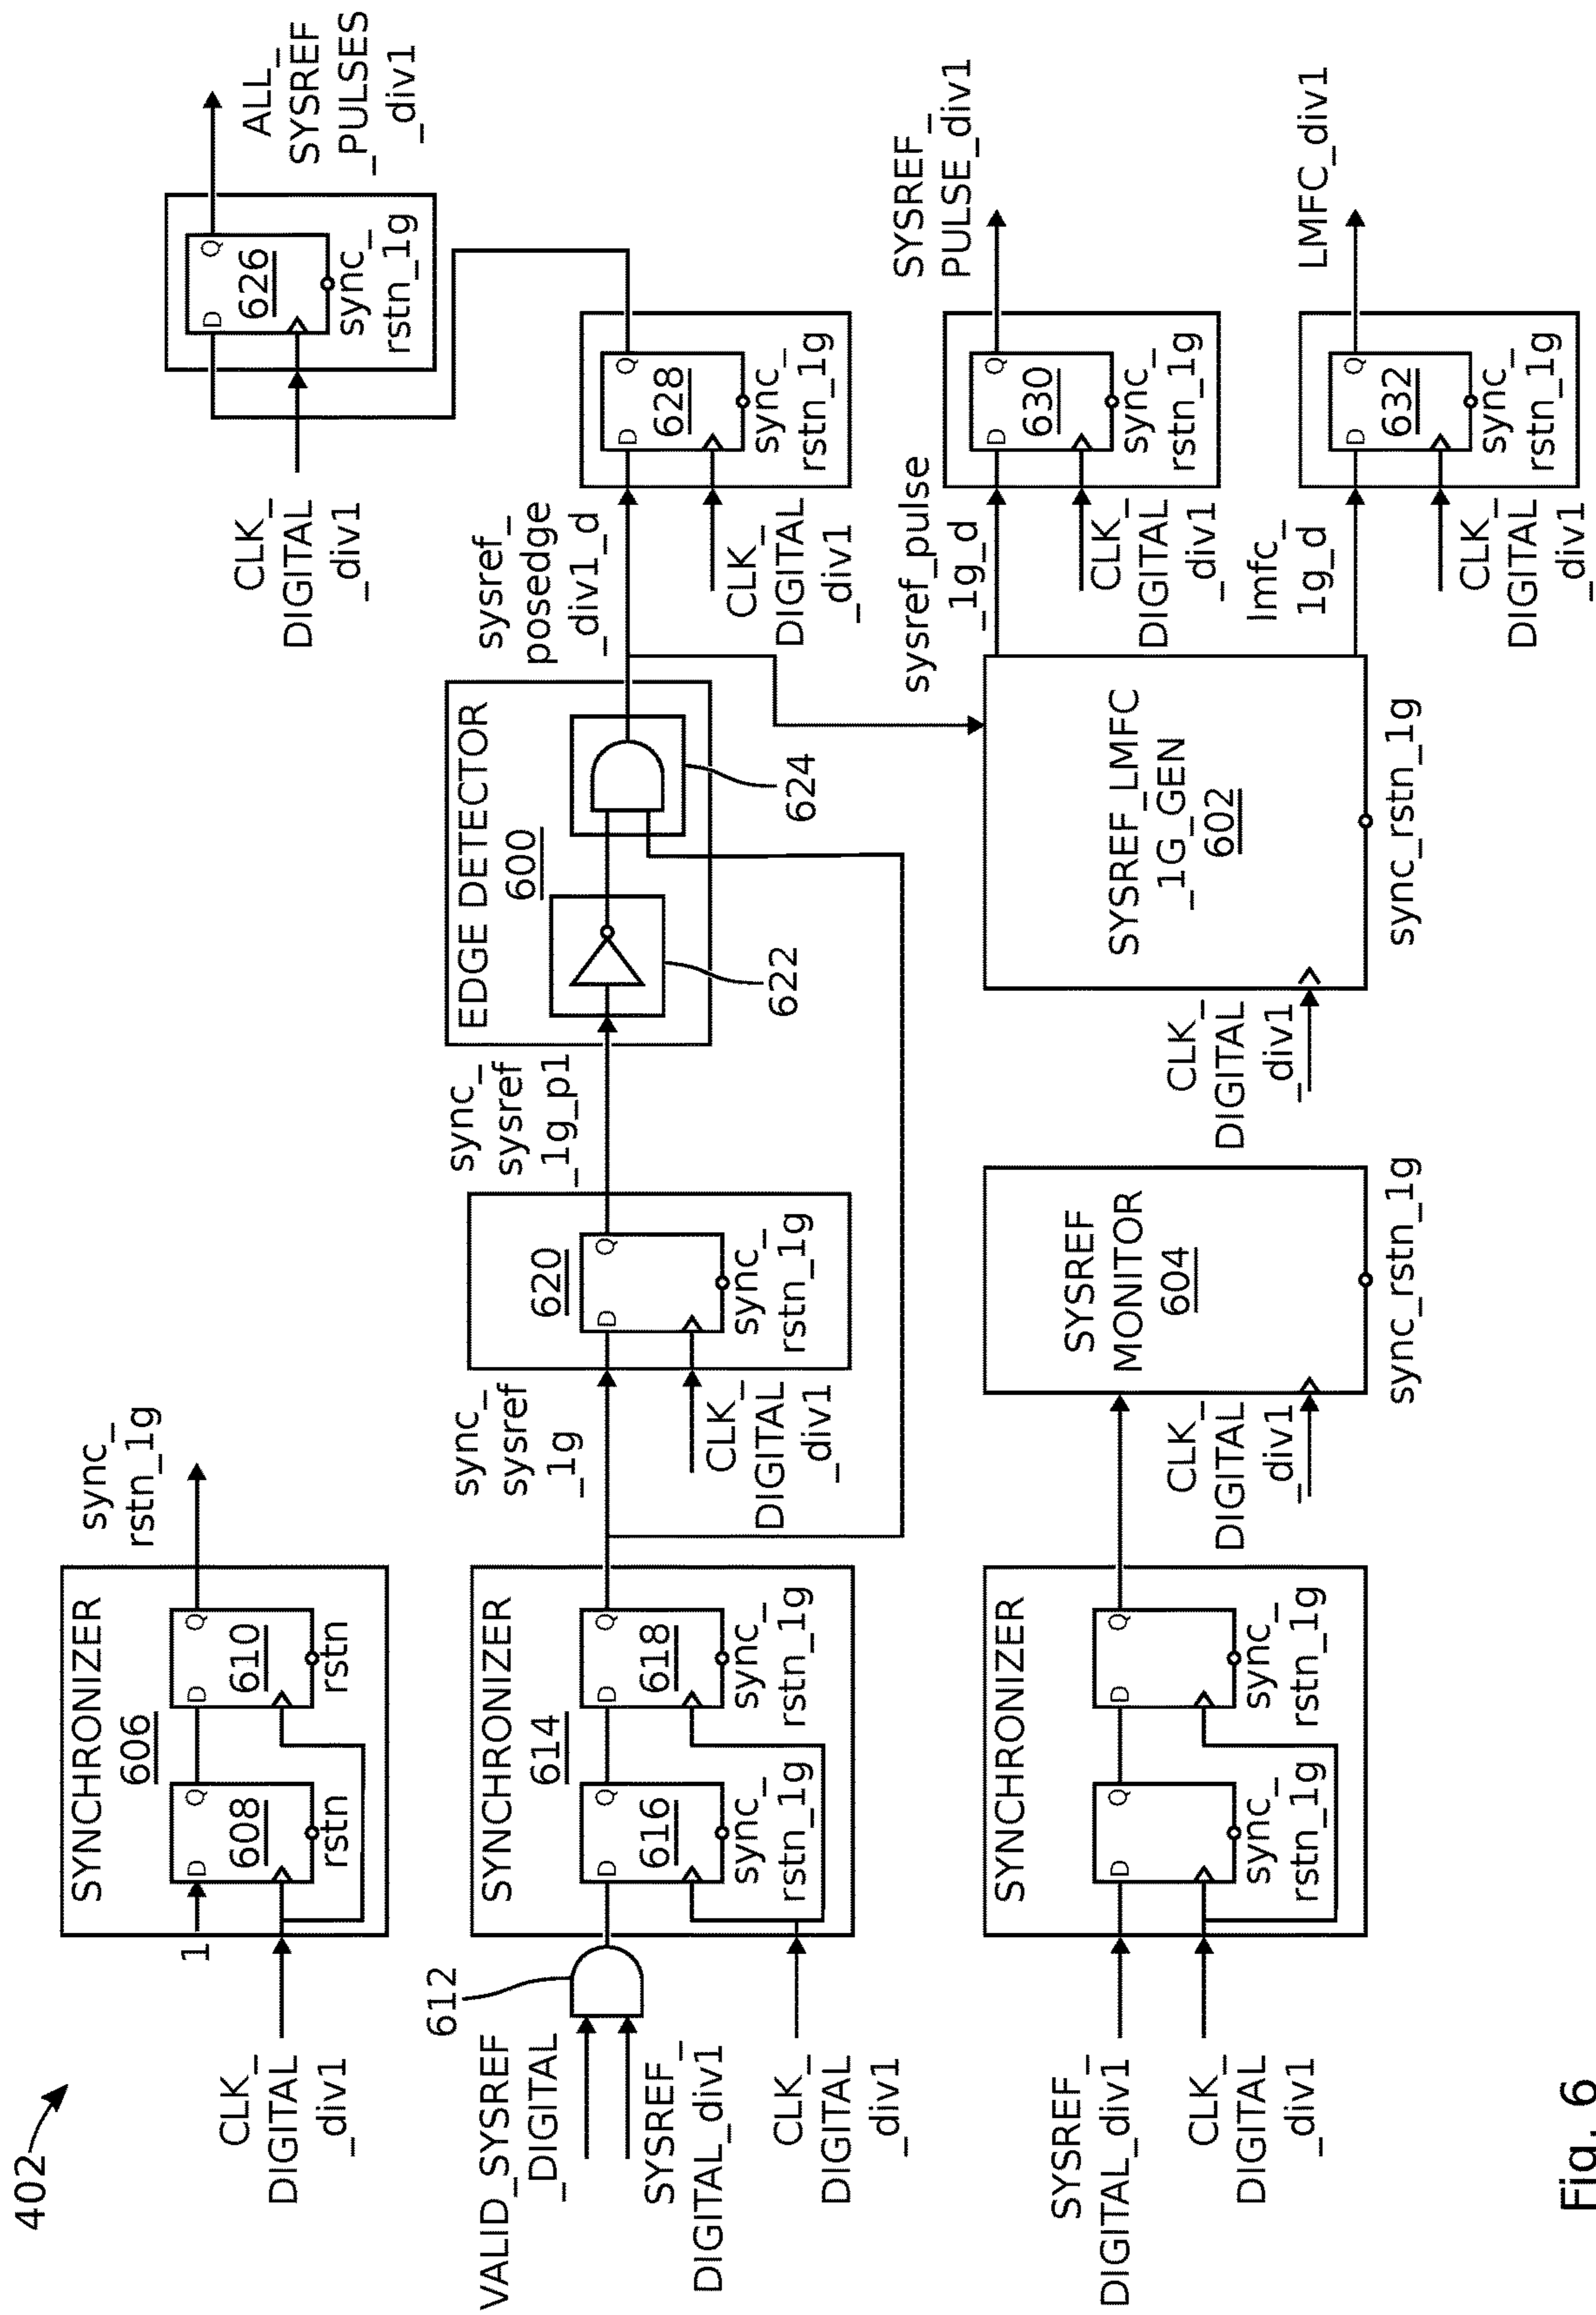 402
SYNCHRONIZER
606
1
D
Q
608
rstn
D
Q
610
rstn
CLK_
DIGITAL
_div1
sync_
rstn_1g
VALID_SYSREF
_DIGITAL
SYSREF_
DIGITAL_div1
612
CLK_
DIGITAL
_div1
SYNCHRONIZER
614
D
Q
616
sync_
rstn_1g
D
Q
618
sync_
rstn_1g
sync_
sysref
_1g
620
D
Q
sync_
rstn_1g
CLK_
DIGITAL
_div1
sync_
sysref
_1g_p1
EDGE DETECTOR
600
622
624
sysref_
posedge
_div1_d
D
Q
628
sync_
rstn_1g
CLK_
DIGITAL
_div1
D
Q
626
sync_
rstn_1g
CLK_
DIGITAL
_div1
ALL_
SYSREF
_PULSES
_div1
SYSREF_
DIGITAL_div1
CLK_
DIGITAL
_div1
SYNCHRONIZER
D
Q
sync_
rstn_1g
D
Q
sync_
rstn_1g
SYSREF
MONITOR
604
CLK_
DIGITAL
_div1
sync_rstn_1g
SYSREF_LMFC
_1G_GEN
602
CLK_
DIGITAL
_div1
sync_rstn_1g
sysref_pulse
_1g_d
D
Q
630
sync_
rstn_1g
CLK_
DIGITAL
_div1
SYSREF_
PULSE_div1
lmfc_
1g_d
D
Q
632
sync_
rstn_1g
CLK_
DIGITAL
_div1
LMFC_div1
Fig. 6